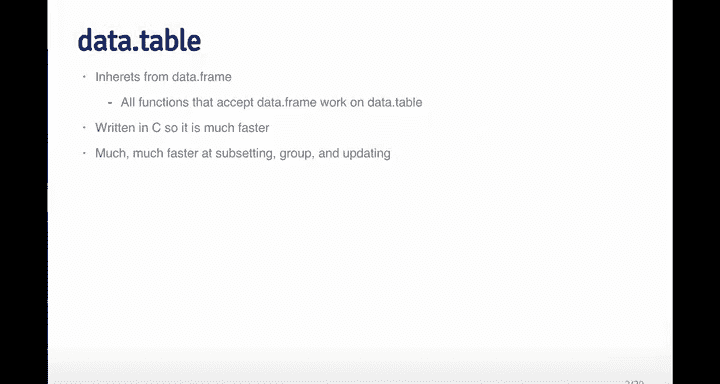 data.table
· Inherets from data.frame
- All functions that accept data.frame work on data.table
· Written in C so it is much faster
· Much, much faster at subsetting, group, and updating